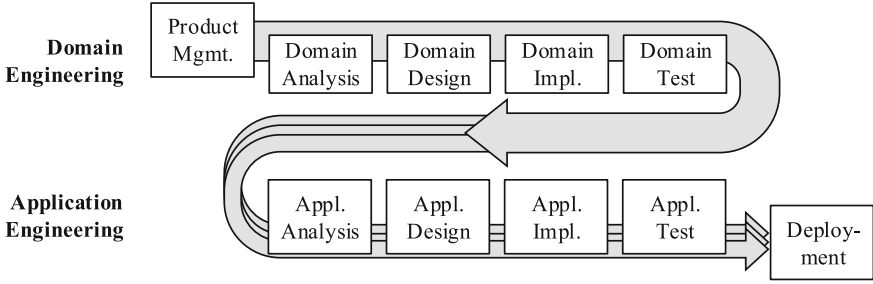 Domain
Engineering
Product
Mgmt.
Domain
Analysis
Domain
Design
Domain
Impl.
Domain
Test
Application
Engineering
Appl.
Analysis
Appl.
Design
Appl.
Impl.
Appl.
Test
Deploy-
ment